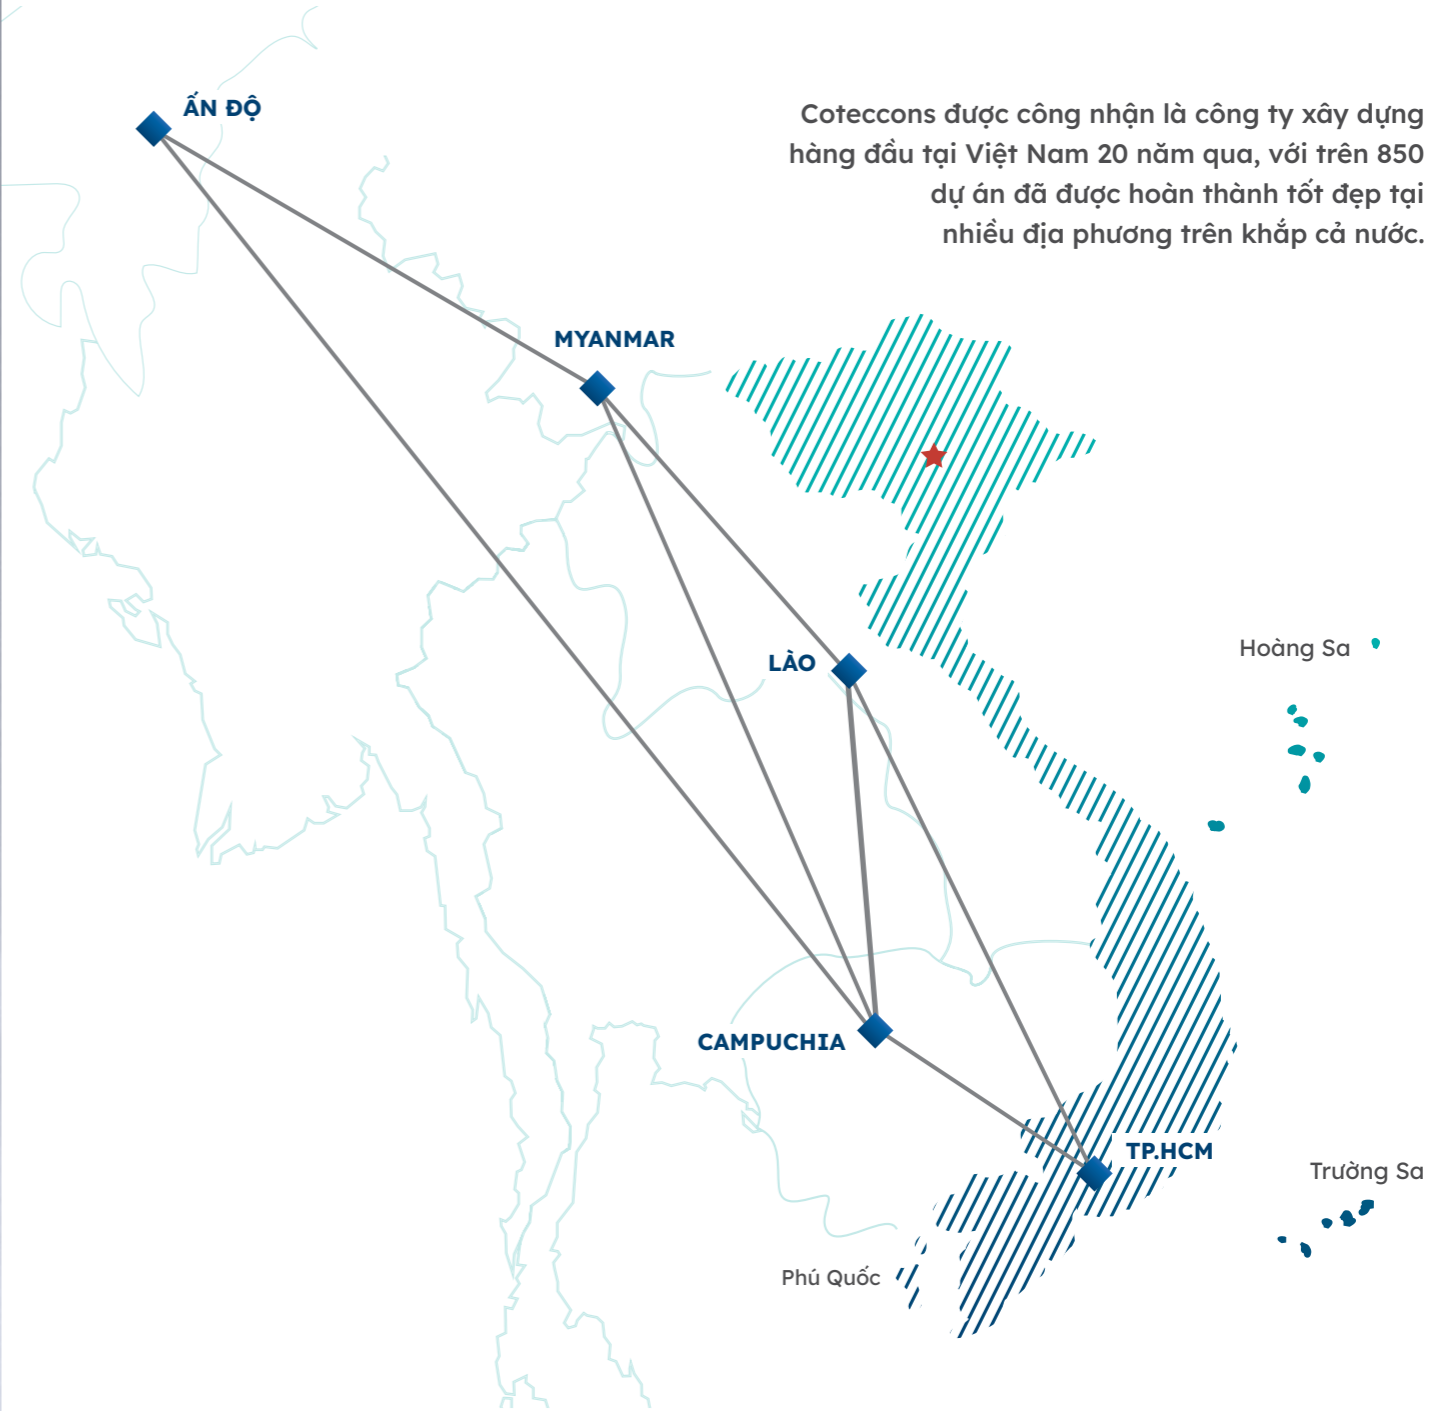 ẤN ĐỘ
Coteccons được công nhận là công ty xây dựng
hàng đầu tại Việt Nam 20 năm qua, với trên 850
dự án đã được hoàn thành tốt đẹp tại
nhiều địa phương trên khắp cả nước.
MYANMAR
Hoàng Sa
LÀO
CAMPUCHIA
TP.HCM
Trường Sa
Phú Quốc